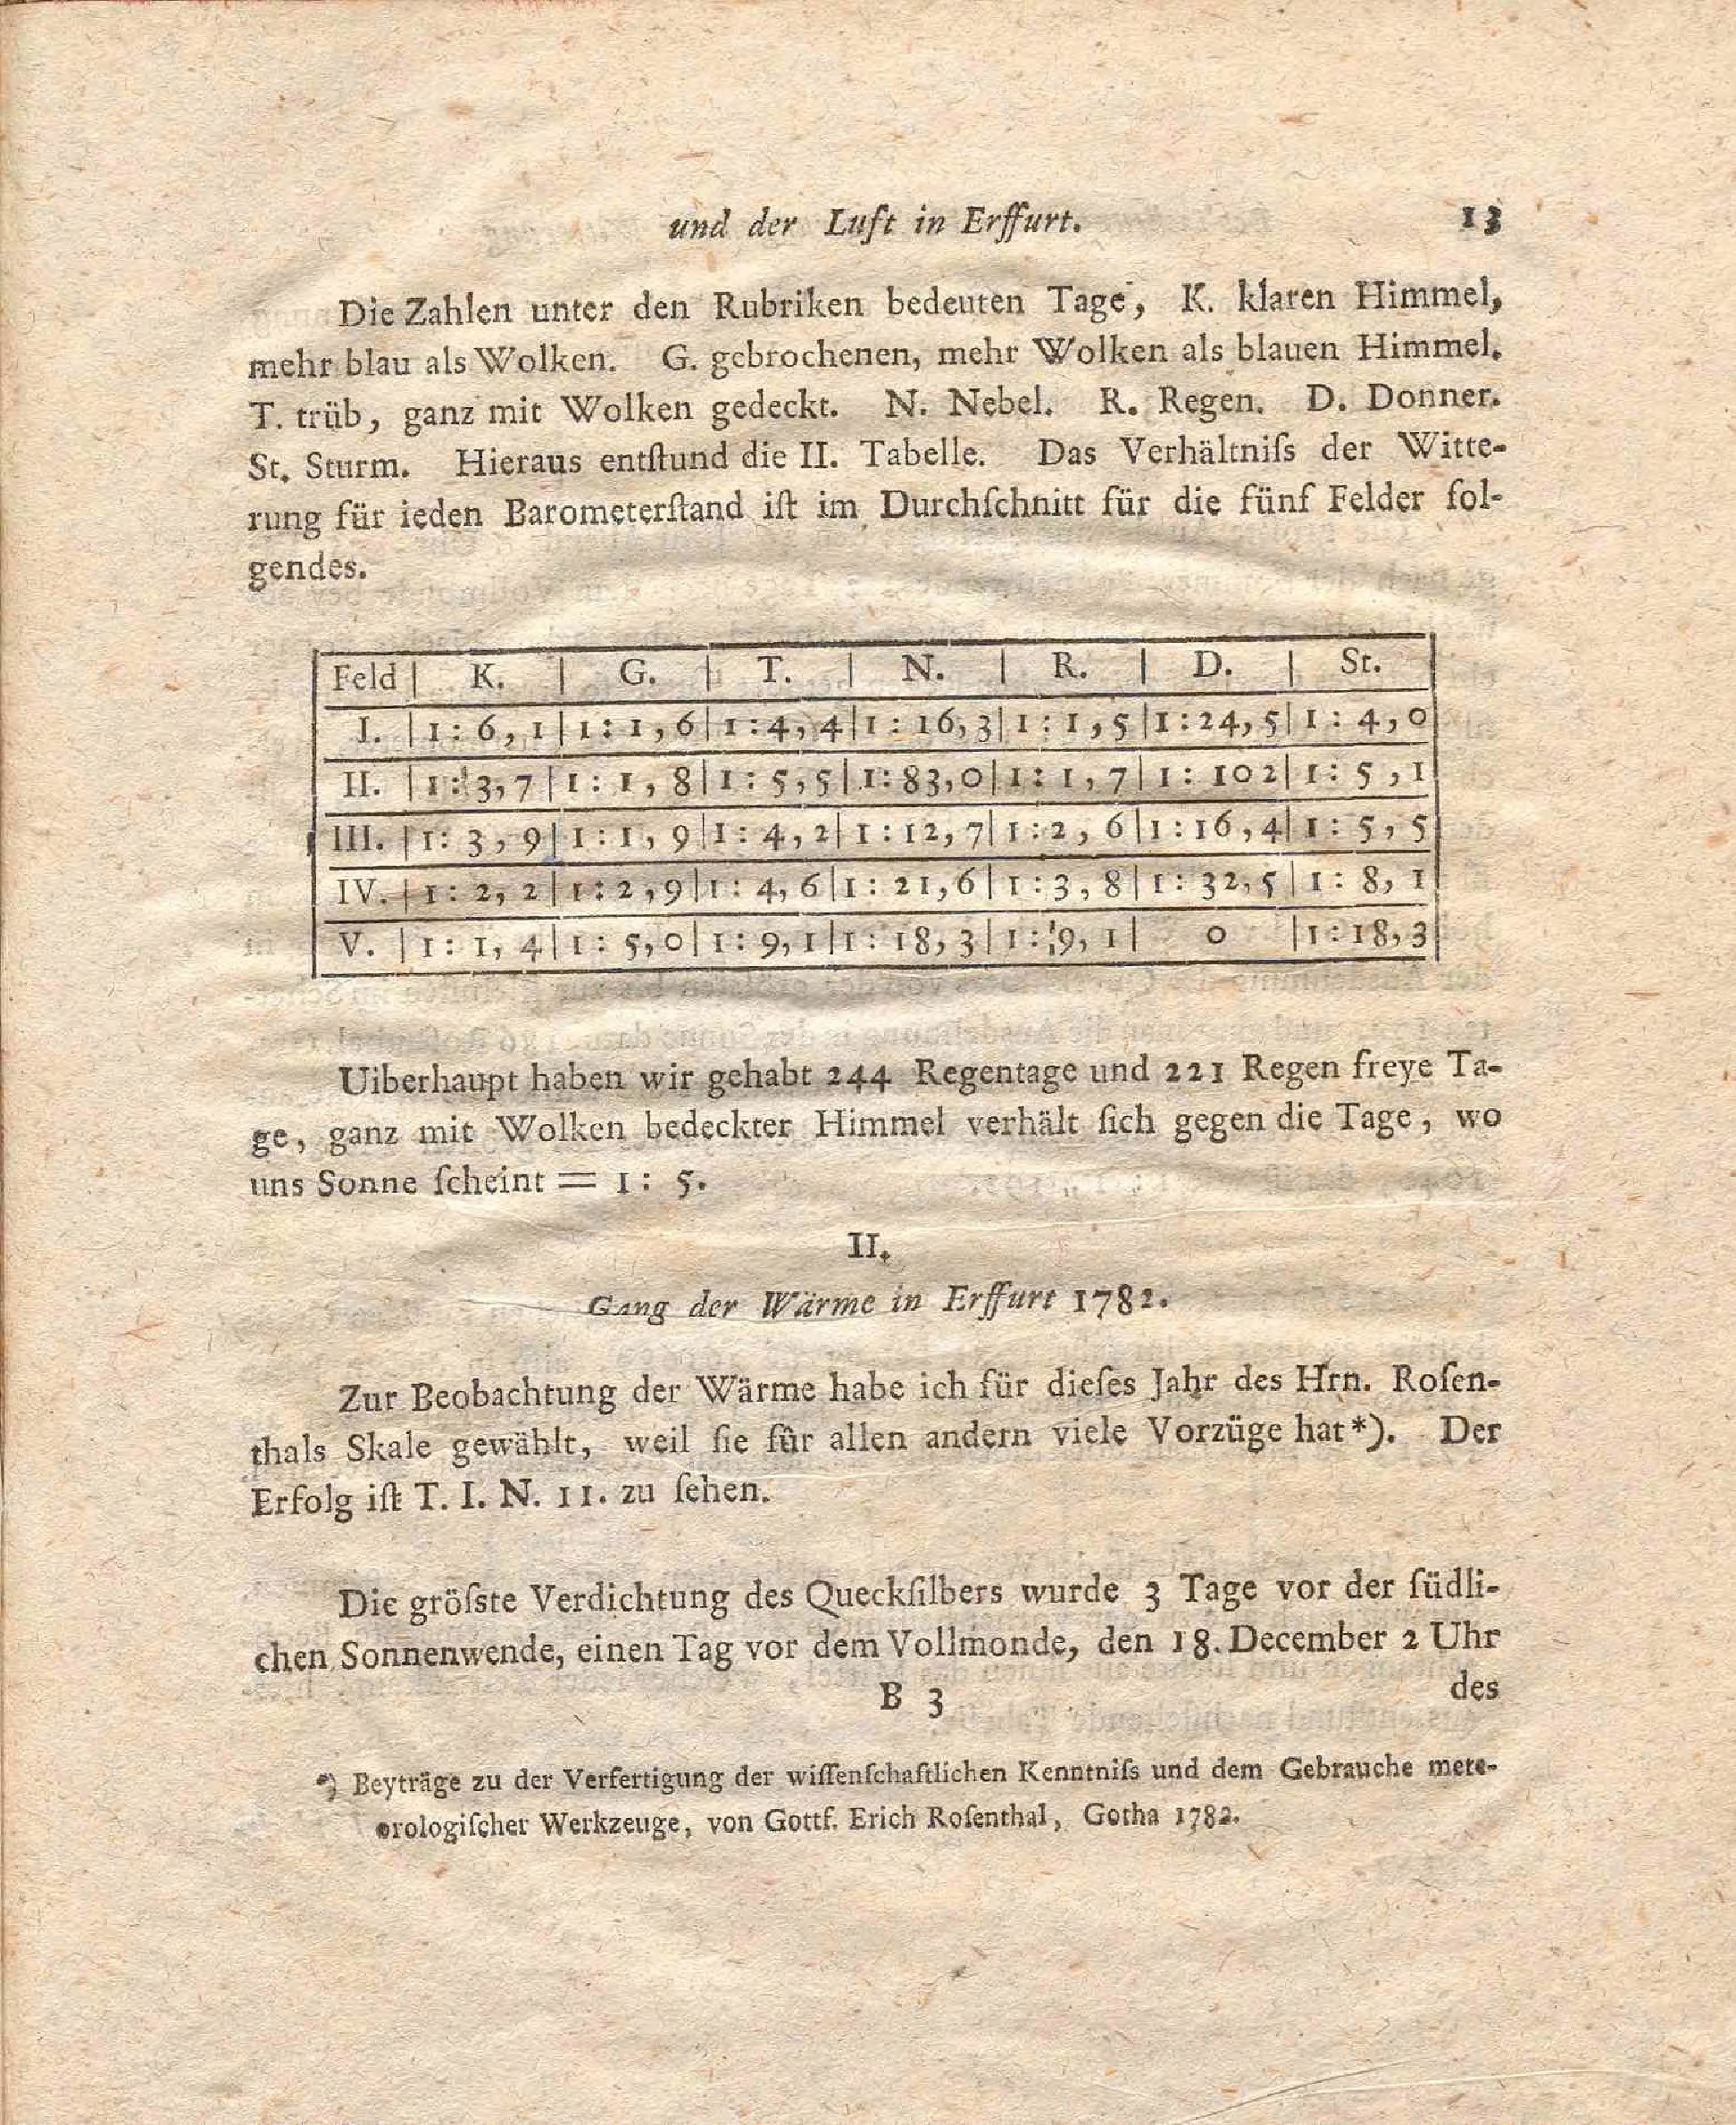 und der Luft in Erffurt. 13
Die Zahlen unter den Rubriken bedeuten Tage, K. klaren Himmel,
mehr blau als Wolken. G. gebrochenen, mehr Wolken als blauen Himmel.
T. trüb, ganz mit Wolken gedeckt. N. Nebel. R. Regen. D. Donner.
St. Sturm. Hieraus entſtund die II. Tabelle. Das Verhältniſs der Witte-
rung für ieden Barometerſtand iſt im Durchſchnitt für die fünf Felder fol-
gendes.
Feld | K. | G. | T. | N. | R. | D. | St.
I. | 1 : 6, 1 | 1 : 1, 6 | 1 : 4, 4 | 1 : 16, 3 | 1 : 1, 5 | 1 : 24, 5 | 1 : 4, 0
II. | 1 : 3, 7 | 1 : 1, 8 | 1 : 5, 5 | 1 : 83, 0 | 1 : 1, 7 | 1 : 102 | 1 : 5, 1
III. | 1 : 3, 9 | 1 : 1, 9 | 1 : 4, 2 | 1 : 12, 7 | 1 : 2, 6 | 1 : 16, 4 | 1 : 5, 5
IV. | 1 : 2, 2 | 1 : 2, 9 | 1 : 4, 6 | 1 : 21, 6 | 1 : 3, 8 | 1 : 32, 5 | 1 : 8, 1
V. | 1 : 1, 4 | 1 : 5, 0 | 1 : 9, 1 | 1 : 18, 3 | 1 : 9, 1 | 0 | 1 : 18, 3
Uiberhaupt haben wir gehabt 244 Regentage und 221 Regen freye Ta-
ge, ganz mit Wolken bedeckter Himmel verhält ſich gegen die Tage, wo
uns Sonne ſcheint = 1 : 5.
II.
Gang der Wärme in Erffurt 1782.
Zur Beobachtung der Wärme habe ich für dieſes Jahr des Hrn. Roſen-
thals Skale gewählt, weil ſie für allen andern viele Vorzüge hat*). Der
Erfolg iſt T. I. N. 11. zu ſehen.
Die gröſste Verdichtung des Queckſilbers wurde 3 Tage vor der ſüdli-
chen Sonnenwende, einen Tag vor dem Vollmonde, den 18. December 2 Uhr
B 3 des
*) Beyträge zu der Verfertigung der wiſſenſchaftlichen Kenntniſs und dem Gebrauche mete-
orologiſcher Werkzeuge, von Gottf. Erich Roſenthal, Gotha 1782.